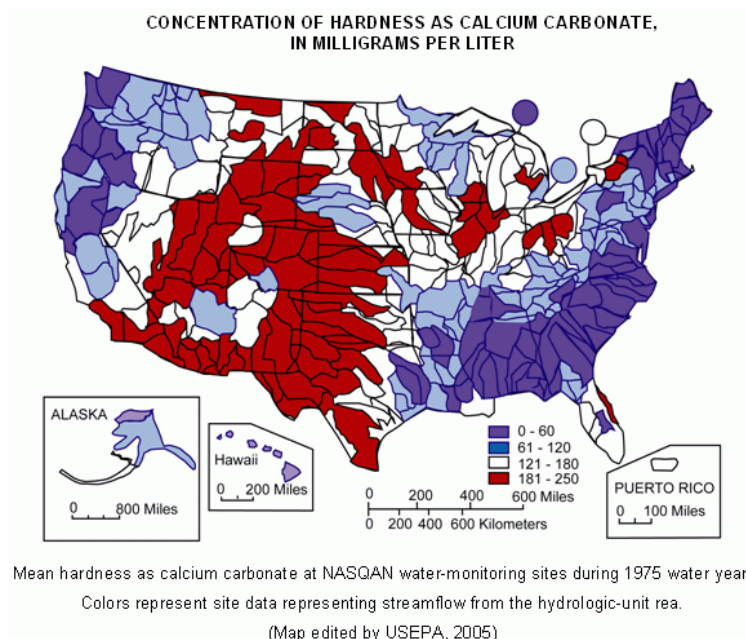 CONCENTRATION OF HARDNESS AS CALCIUM CARBONATE,
IN MILLIGRAMS PER LITER
ALASKA
0 800 Miles
Hawaii
0 200 Miles
0 - 60
61 - 120
121 - 180
181 - 250
0 200 400 600 Miles
0 200 400 600 Kilometers
PUERTO RICO
0 100 Miles
Mean hardness as calcium carbonate at NASQAN water-monitoring sites during 1975 water year
Colors represent site data representing streamflow from the hydrologic-unit rea.
(Map edited by USEPA, 2005)